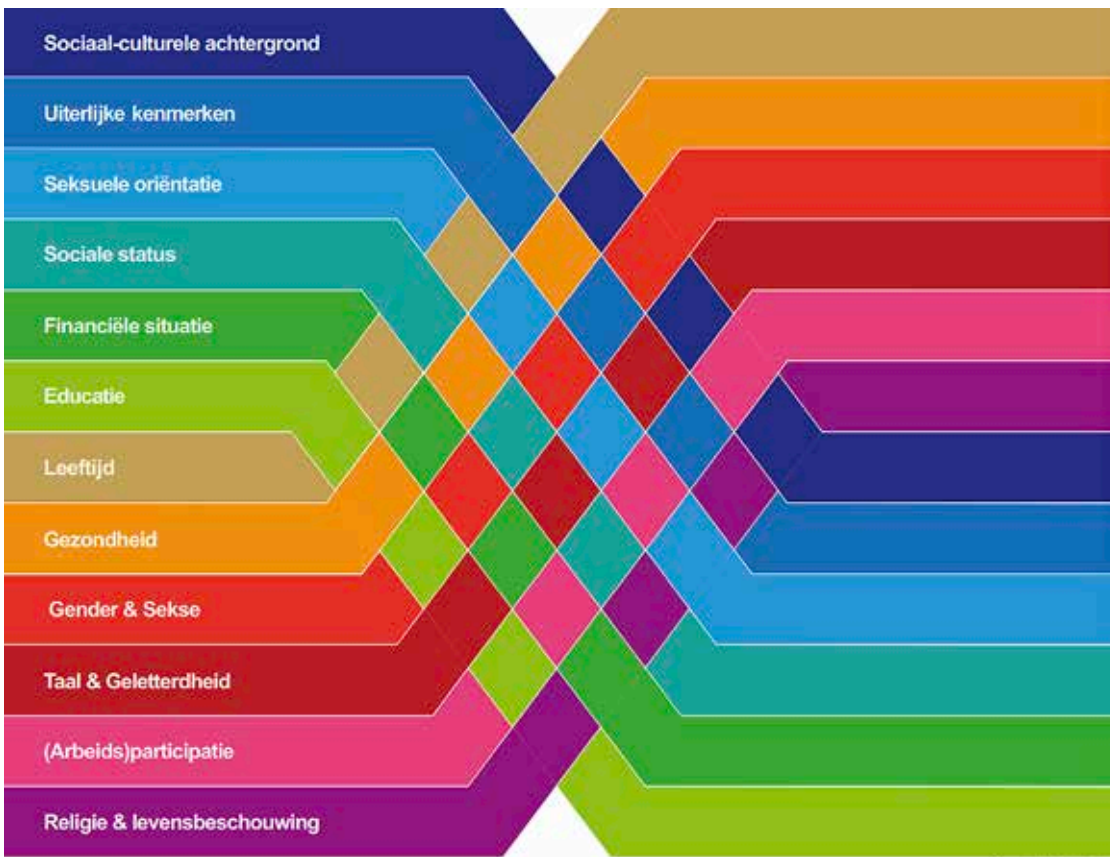 Sociaal-culturele achtergrond
Uiterlijke kenmerken
Seksuele oriëntatie
Sociale status
Financiële situatie
Educatie
Leeftijd
Gezondheid
Gender & Sekse
Taal & Geletterdheid
(Arbeids)participatie
Religie & levensbeschouwing